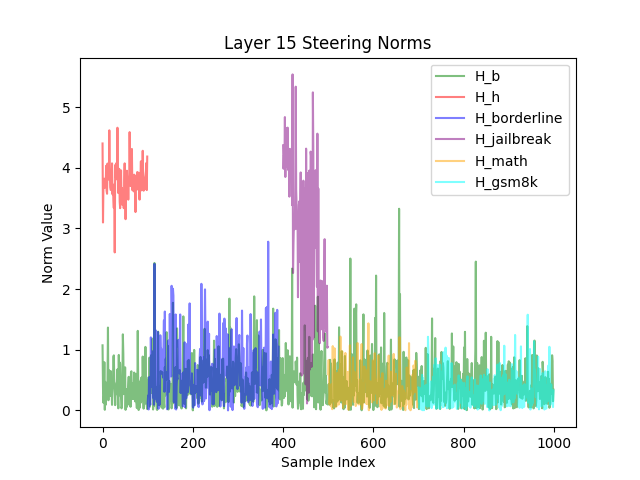 Layer 15 Steering Norms
H_b
H_h
H_borderline
H_jailbreak
H_math
H_gsm8k
Norm Value
5
4
3
2
1
0
0 200 400 600 800 1000
Sample Index